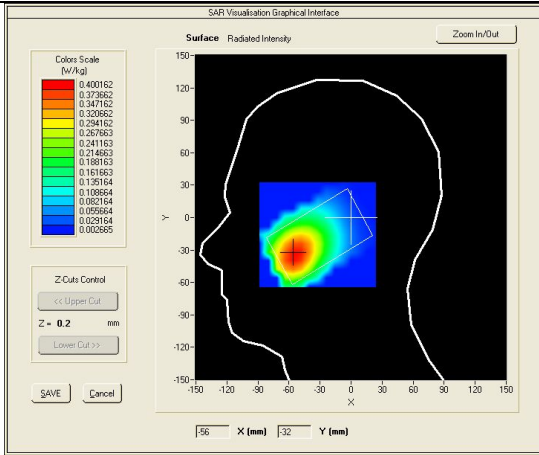 SAR Visualisation Graphical Interface
Surface Radiated Intensity
Zoom In/Out
Colors Scale
(W/kg)
0.400162
0.373662
0.347162
0.320662
0.294162
0.267663
0.241163
0.214663
0.188163
0.161663
0.135164
0.108664
0.082164
0.055664
0.029164
0.002665
Z-Cuts Control
<< Upper Cut
Z = 0.2 mm
Lower Cut >>
SAVE Cancel
150
120
90
60
30
0
-30
-60
-90
-120
-150
Y
-150 -120 -90 -60 -30 0 30 60 90 120 150
X
-56 X (mm) -32 Y (mm)